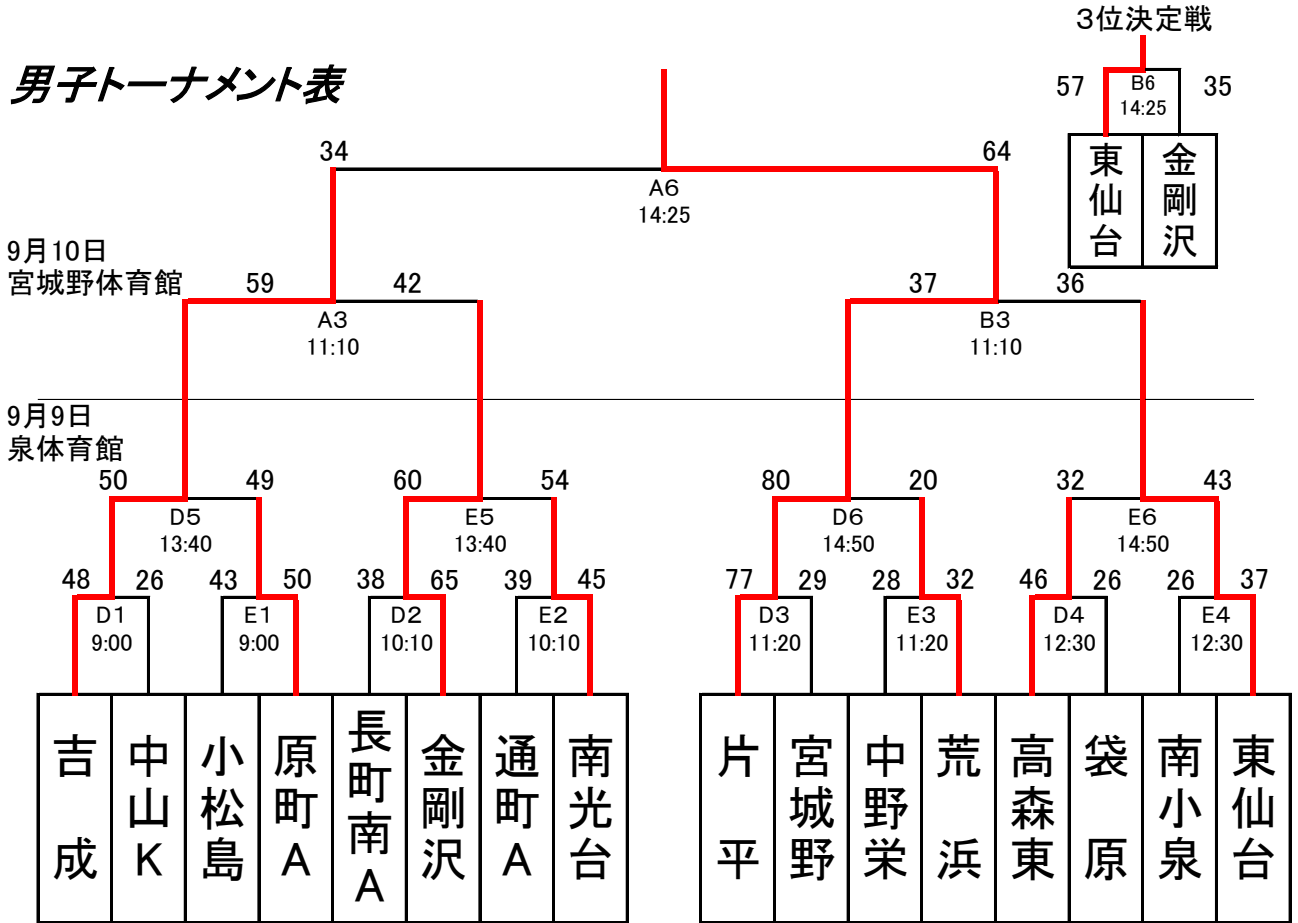 3位決定戦
男子トーナメント表
57 B6 35
14:25
東仙台 金剛沢
34 64
A6
14:25
9月10日
宮城野体育館
59 42 37 36
A3 B3
11:10 11:10
9月9日
泉体育館
50 49 60 54 80 20 32 43
D5 E5 D6 E6
13:40 13:40 14:50 14:50
48 26 43 50 38 65 39 45 77 29 28 32 46 26 26 37
D1 E1 D2 E2 D3 E3 D4 E4
9:00 9:00 10:10 10:10 11:20 11:20 12:30 12:30
吉成 中山K 小松島 原町A 長町南A 金剛沢 通町A 南光台 片平 宮城野 中野栄 荒浜 高森東 袋原 南小泉 東仙台